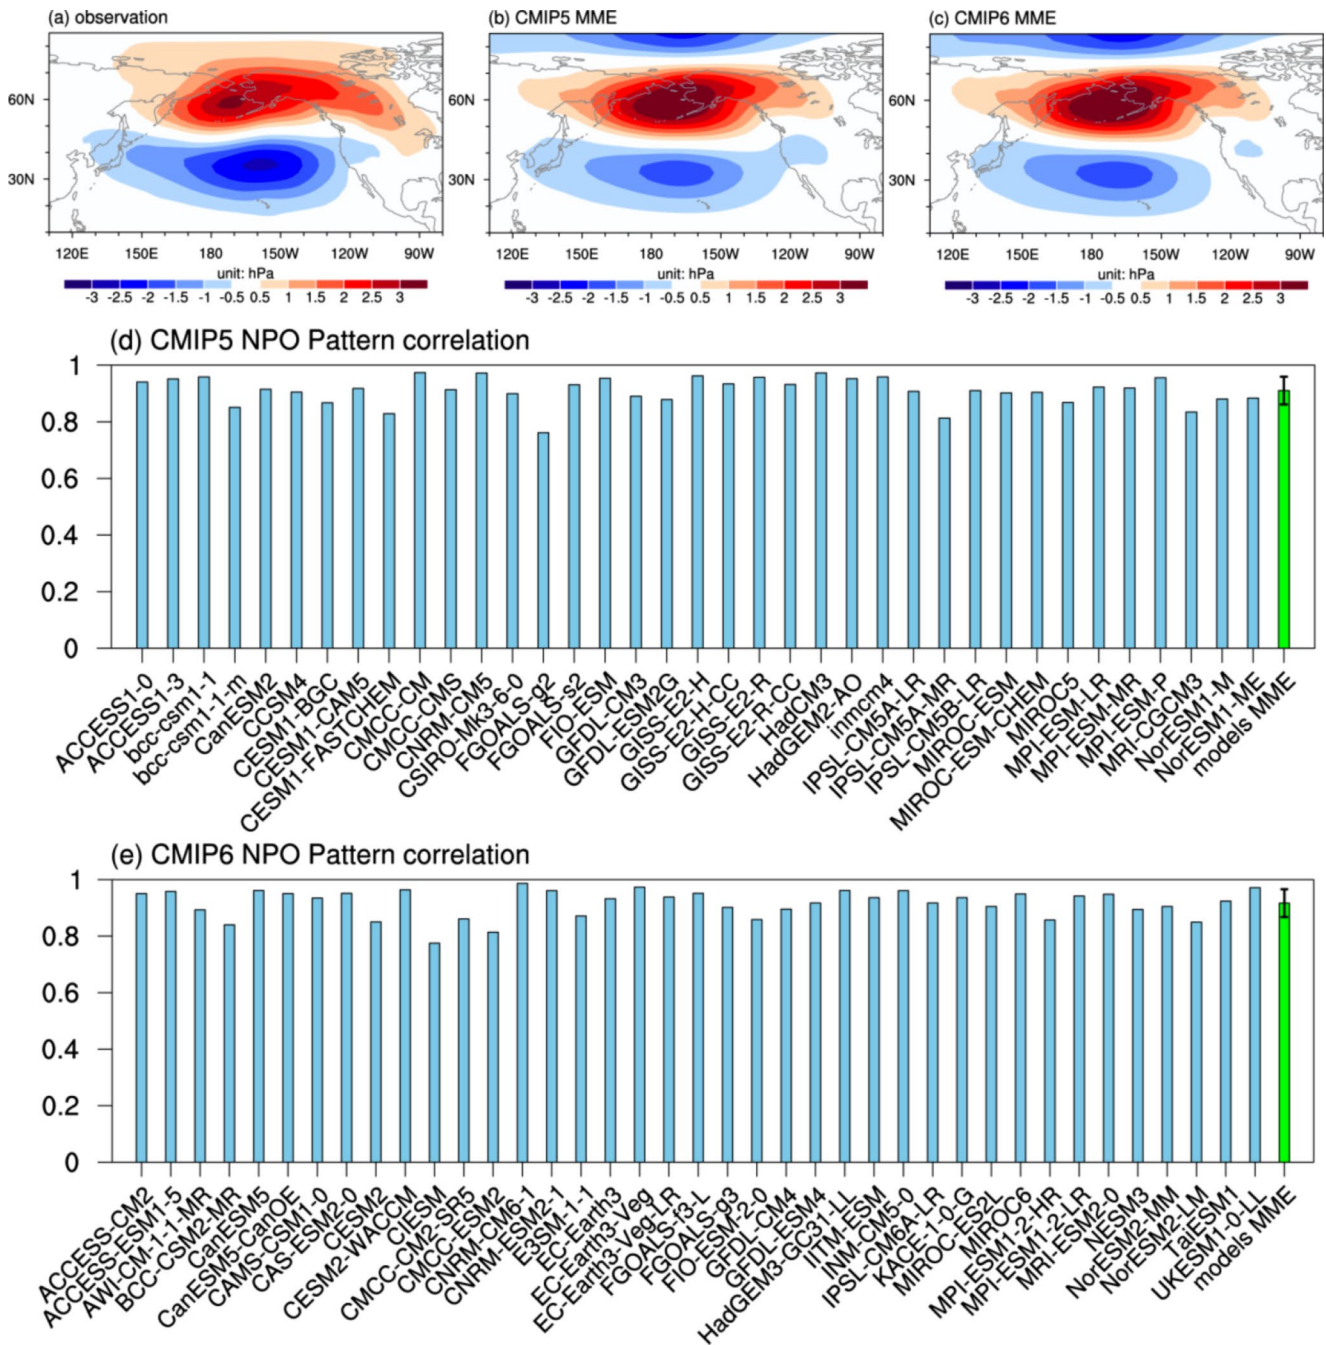 (a) observation
(b) CMIP5 MME
(c) CMIP6 MME
60N
30N
120E 150E 180 150W 120W 90W
unit: hPa
-3 -2.5 -2 -1.5 -1 -0.5 0.5 1 1.5 2 2.5 3
60N
30N
120E 150E 180 150W 120W 90W
unit: hPa
-3 -2.5 -2 -1.5 -1 -0.5 0.5 1 1.5 2 2.5 3
60N
30N
120E 150E 180 150W 120W 90W
unit: hPa
-3 -2.5 -2 -1.5 -1 -0.5 0.5 1 1.5 2 2.5 3
(d) CMIP5 NPO Pattern correlation
1
0.8
0.6
0.4
0.2
0
ACCESS1-0
ACCESS1-3
bcc-csm1-1
bcc-csm1-1-m
CanESM2
CCSM4
CESM1-BGC
CESM1-CAM5
CESM1-FASTCHEM
CMCC-CM
CMCC-CMS
CNRM-CM5
CSIRO-Mk3-6-0
FGOALS-g2
FGOALS-s2
FIO-ESM
GFDL-CM3
GFDL-ESM2G
GISS-E2-H
GISS-E2-H-CC
GISS-E2-R
GISS-E2-R-CC
HadCM3
HadGEM2-AO
inmcm4
IPSL-CM5A-LR
IPSL-CM5A-MR
IPSL-CM5B-LR
MIROC-ESM
MIROC-ESM-CHEM
MIROC5
MPI-ESM-LR
MPI-ESM-MR
MPI-ESM-P
MRI-CGCM3
NorESM1-M
NorESM1-ME
models MME
(e) CMIP6 NPO Pattern correlation
1
0.8
0.6
0.4
0.2
0
ACCESS-CM2
ACCESS-ESM1-5
AWI-CM-1-1-MR
BCC-CSM2-MR
CanESM5
CanESM5-CanOE
CAMS-CSM1-0
CAS-ESM2-0
CESM2
CESM2-WACCM
CIESM
CMCC-CM2-SR5
CMCC-ESM2
CNRM-CM6-1
CNRM-ESM2-1
E3SM-1-1
EC-Earth3
EC-Earth3-Veg
EC-Earth3-Veg_LR
FGOALS-f3-L
FGOALS-g3
FIO-ESM-2-0
GFDL-CM4
GFDL-ESM4
HadGEM3-GC31-LL
IITM-ESM
INM-CM5-0
IPSL-CM6A-LR
KACE-1-0-G
MIROC-ES2L
MIROC6
MPI-ESM1-2-HR
MPI-ESM1-2-LR
MRI-ESM2-0
NESM3
NorESM2-MM
NorESM2-LM
TaiESM1
UKESM1-0-LL
models MME